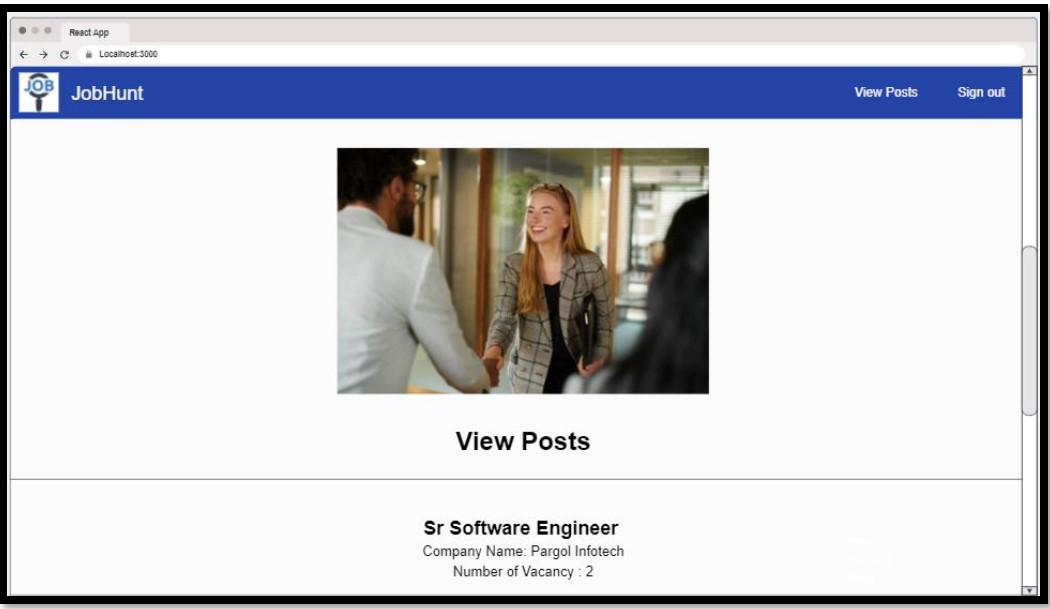 React App
Localhost:3000
JOB
JobHunt
View Posts
Sign out
View Posts
Sr Software Engineer
Company Name: Pargol Infotech
Number of Vacancy : 2